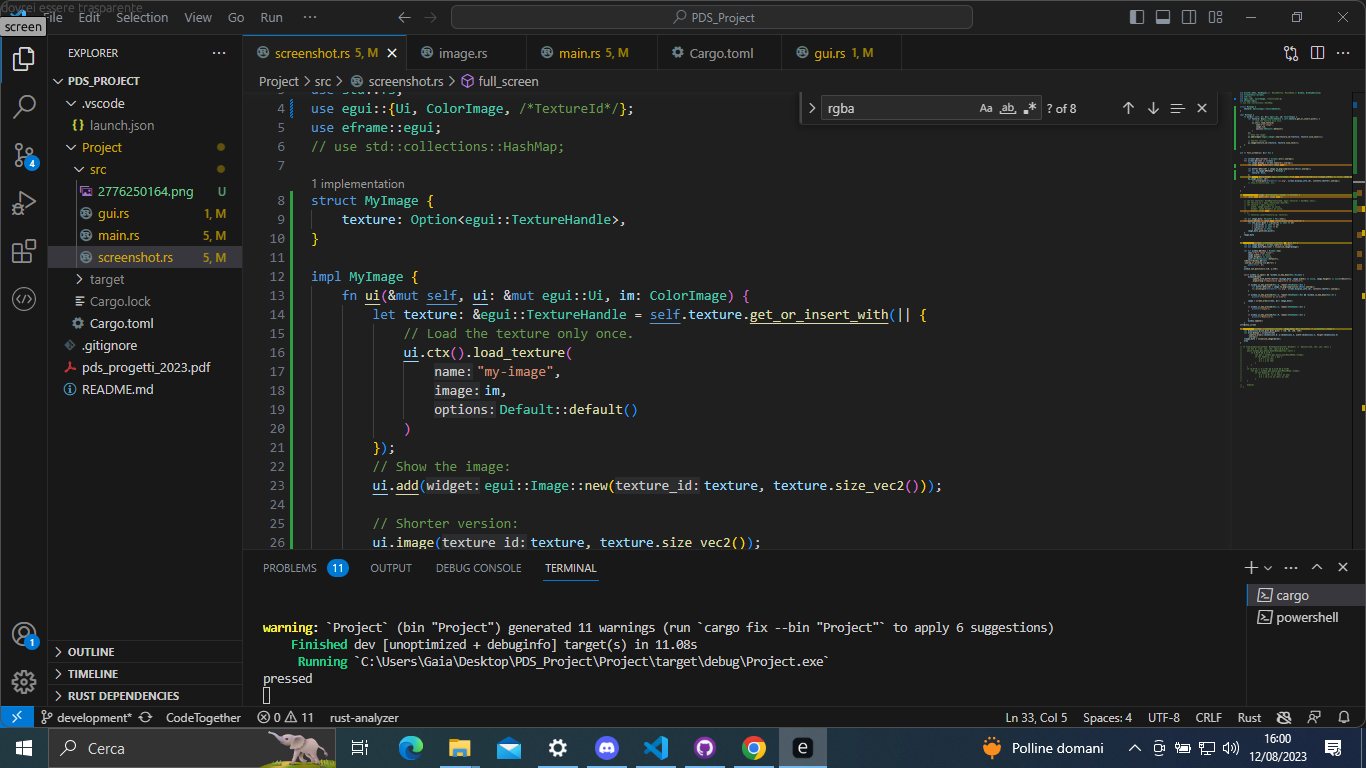 dovrei essere trasparente
screen
File Edit Selection View Go Run ···
PDS_Project
EXPLORER
PDS_PROJECT
.vscode
launch.json
Project
src
2776250164.png U
gui.rs 1, M
main.rs 5, M
screenshot.rs 5, M
target
Cargo.lock
Cargo.toml
.gitignore
pds_progetti_2023.pdf
README.md
OUTLINE
TIMELINE
RUST DEPENDENCIES
4
1
screenshot.rs 5, M
image.rs
main.rs 5, M
Cargo.toml
gui.rs 1, M
Project > src > screenshot.rs > full_screen
rgba
Aa ab .*
? of 8
4 use egui::{Ui, ColorImage, /*TextureId*/};
5 use eframe::egui;
6 // use std::collections::HashMap;
7
1 implementation
8 struct MyImage {
9 texture: Option<egui::TextureHandle>,
10 }
11
12 impl MyImage {
13 fn ui(&mut self, ui: &mut egui::Ui, im: ColorImage) {
14 let texture: &egui::TextureHandle = self.texture.get_or_insert_with(|| {
15 // Load the texture only once.
16 ui.ctx().load_texture(
17 name: "my-image",
18 image: im,
19 options: Default::default()
20 )
21 });
22 // Show the image:
23 ui.add(widget: egui::Image::new(texture_id: texture, texture.size_vec2()));
24
25 // Shorter version:
26 ui.image(texture_id: texture, texture.size_vec2());
PROBLEMS 11 OUTPUT DEBUG CONSOLE TERMINAL
cargo
powershell
warning: `Project` (bin "Project") generated 11 warnings (run `cargo fix --bin "Project"` to apply 6 suggestions)
Finished dev [unoptimized + debuginfo] target(s) in 11.08s
Running `C:\Users\Gaia\Desktop\PDS_Project\Project\target\debug\Project.exe`
pressed
development* CodeTogether 0 11 rust-analyzer
Ln 33, Col 5 Spaces: 4 UTF-8 CRLF Rust
Cerca
Polline domani
16:00
12/08/2023